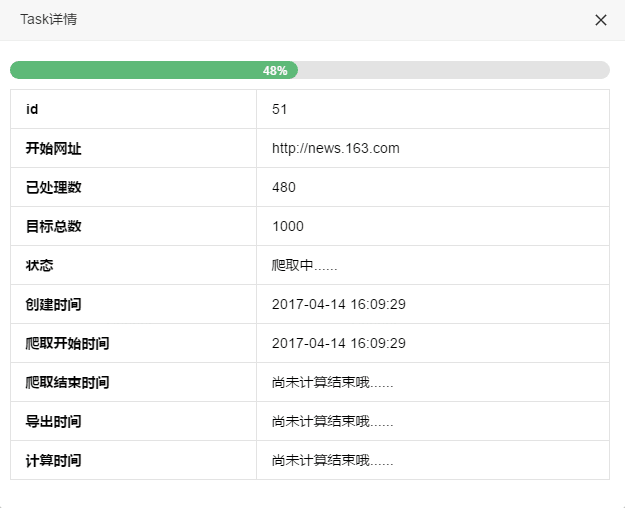 Task详情
48%
id 51
开始网址 http://news.163.com
已处理数 480
目标总数 1000
状态 爬取中......
创建时间 2017-04-14 16:09:29
爬取开始时间 2017-04-14 16:09:29
爬取结束时间 尚未计算结束哦......
导出时间 尚未计算结束哦......
计算时间 尚未计算结束哦......